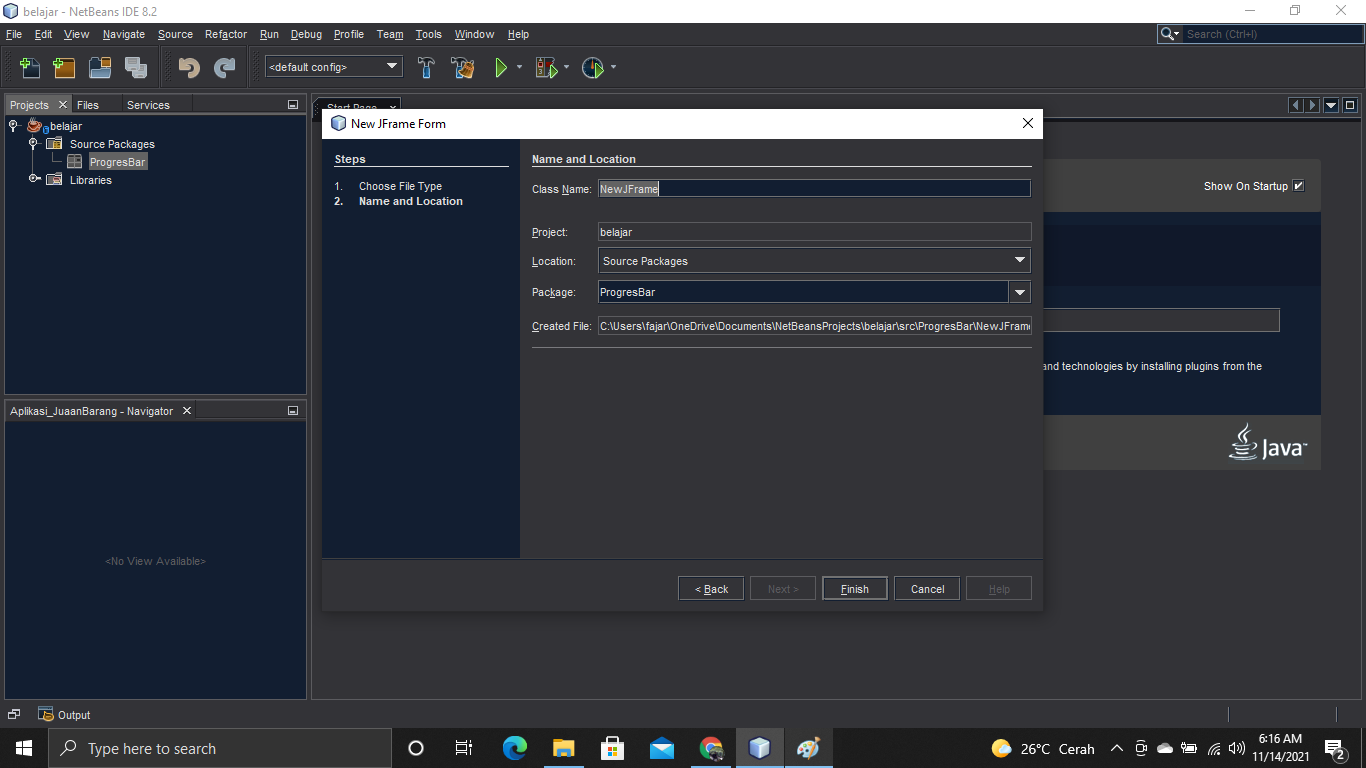 belajar - NetBeans IDE 8.2
File Edit View Navigate Source Refactor Run Debug Profile Team Tools Window Help
Search (Ctrl+I)
<default config>
Projects Files Services
belajar
Source Packages
ProgresBar
Libraries
Start Page
Show On Startup
New JFrame Form
Steps
1. Choose File Type
2. Name and Location
Name and Location
Class Name: NewJFrame
Project: belajar
Location: Source Packages
Package: ProgresBar
Created File: C:\Users\fajar\OneDrive\Documents\NetBeansProjects\belajar\src\ProgresBar\NewJFrame
< Back Next > Finish Cancel Help
and technologies by installing plugins from the
Java™
Aplikasi_JuaanBarang - Navigator
<No View Available>
Output
Type here to search
26°C Cerah
6:16 AM
11/14/2021
2